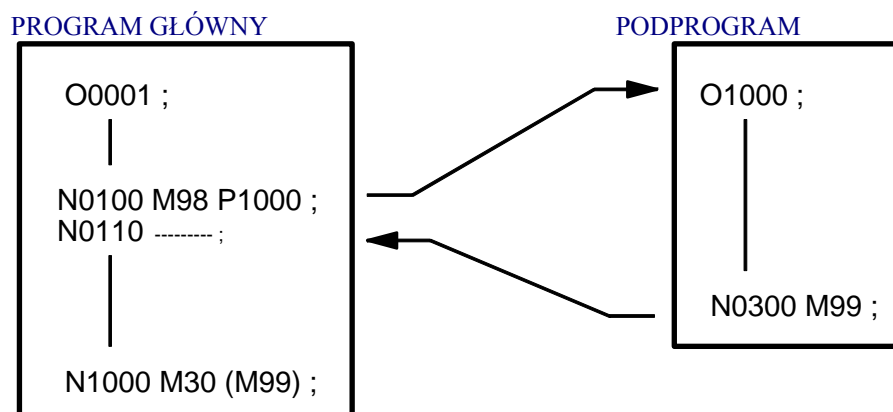 PROGRAM GŁÓWNY
O0001 ;
N0100 M98 P1000 ;
N0110 --------- ;
N1000 M30 (M99) ;
PODPROGRAM
O1000 ;
N0300 M99 ;